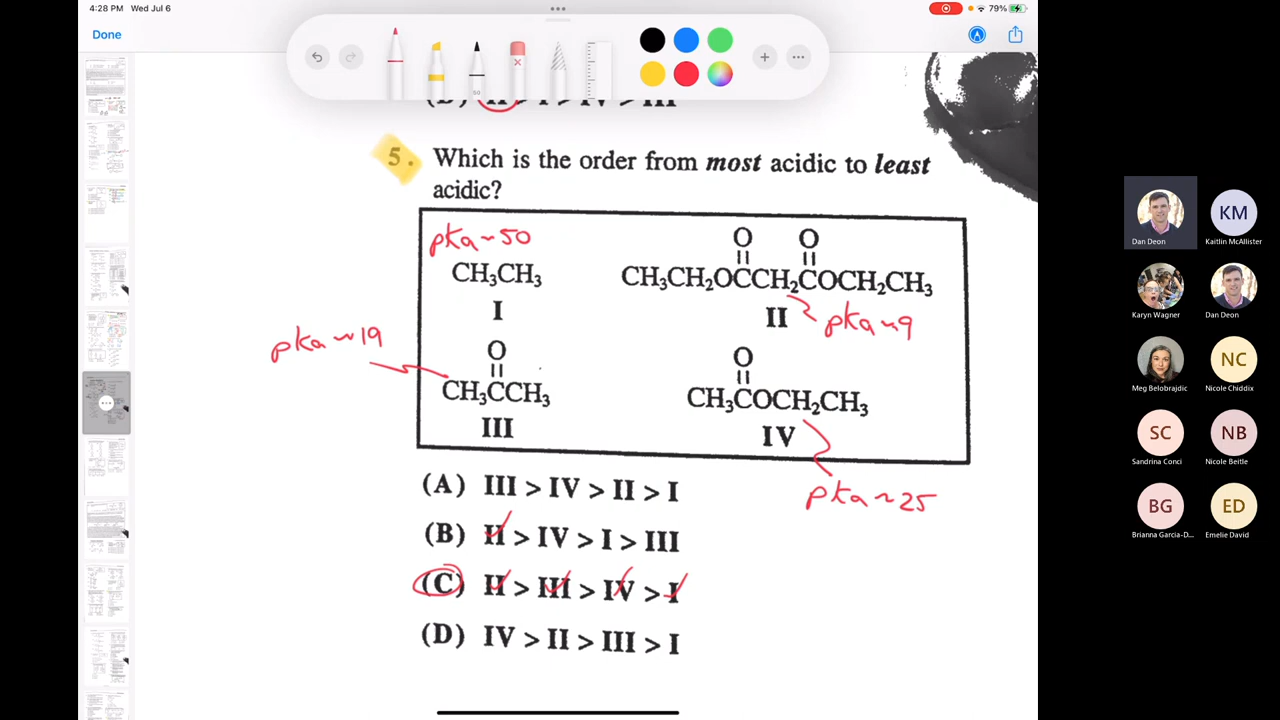 4:28 PM Wed Jul 6
79%
Done
50
5. Which is the order from most acidic to least
acidic?
pka ~ 50
CH₃CH₃
I
O O
CH₃CH₂OCCH₂COCH₂CH₃
II
pka ~ 9
pka ~ 19
O
CH₃CCH₃
III
O
CH₃COCH₂CH₃
IV
pka ~ 25
(A) III > IV > II > I
(B) II > IV > I > III
(C) II > III > IV > I
(D) IV > II > III > I
Dan Deon
KM
Kaitlin McAllister
Karyn Wagner
Dan Deon
Meg Belobrajdic
NC
Nicole Chiddix
SC
Sandrina Conci
NB
Nicole Beitle
BG
Brianna Garcia-D...
ED
Emelie David